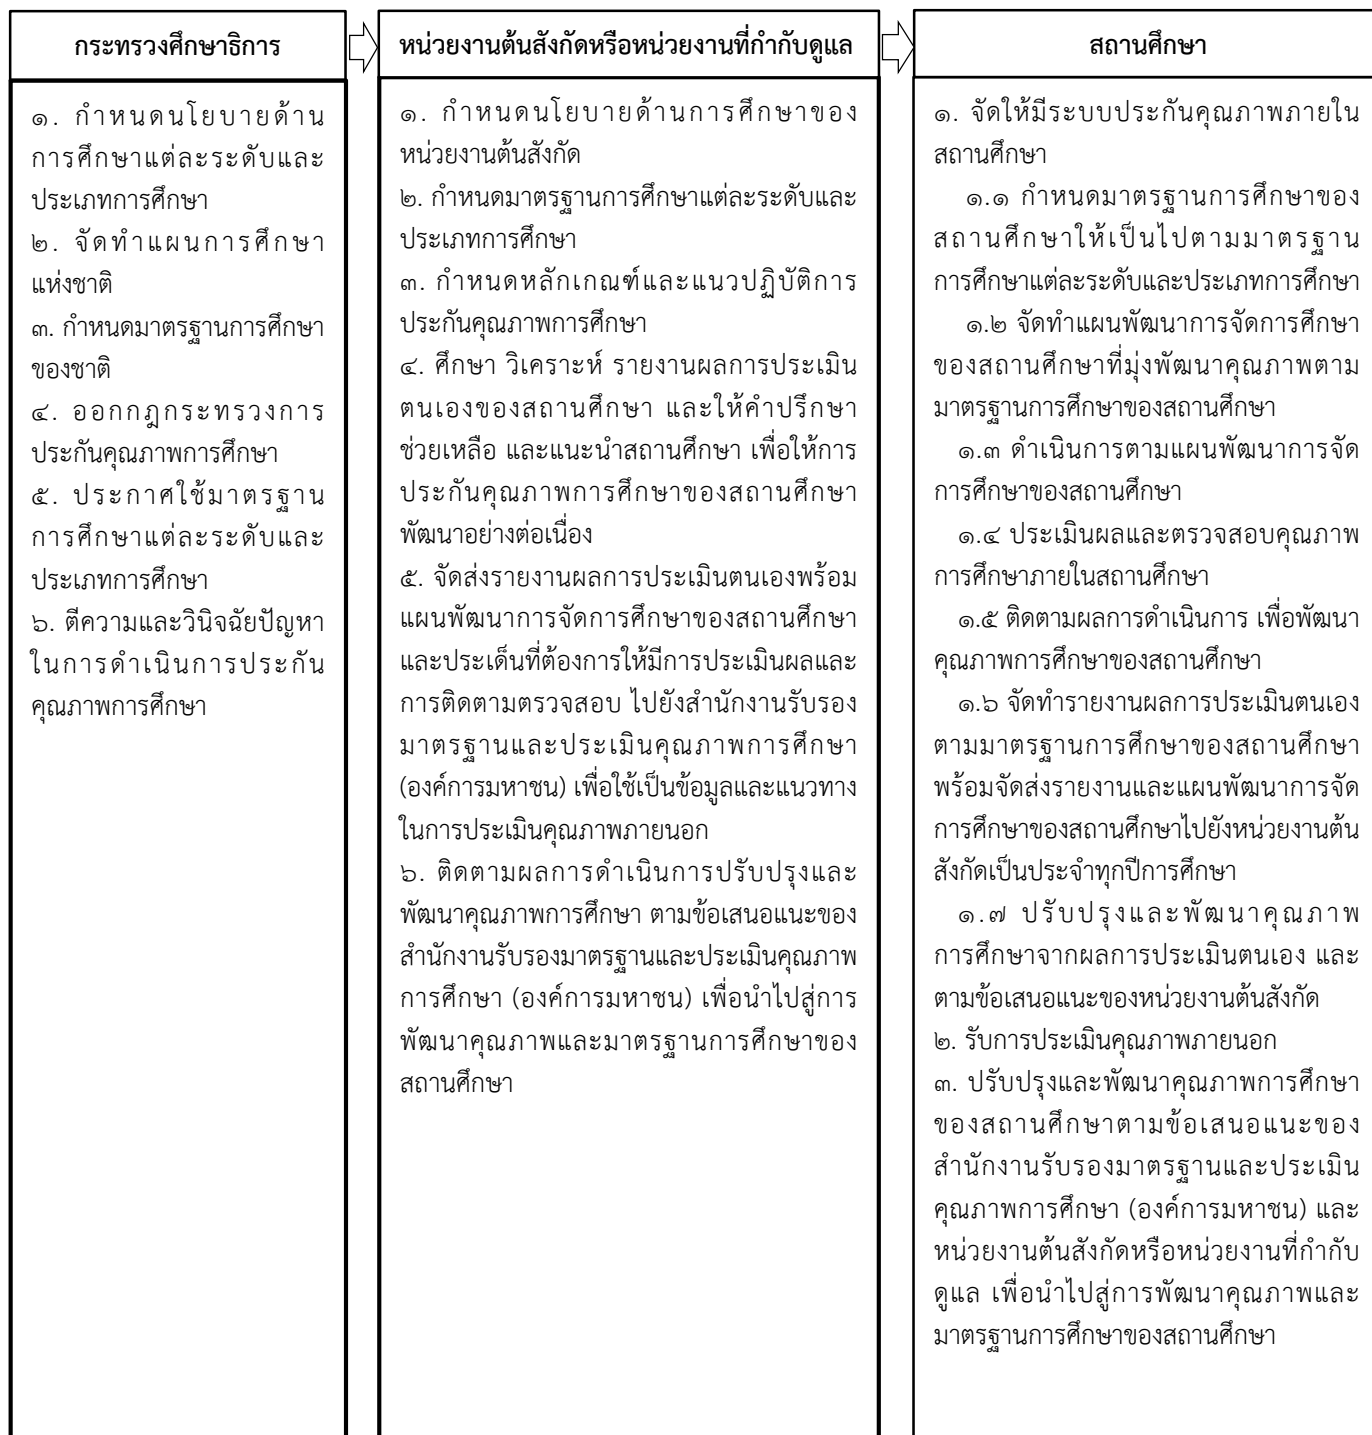 กระทรวงศึกษาธิการ
๑. กำหนดนโยบายด้าน
การศึกษาแต่ละระดับและ
ประเภทการศึกษา
๒. จัดทำแผนการศึกษา
แห่งชาติ
๓. กำหนดมาตรฐานการศึกษา
ของชาติ
๔. ออกกฎกระทรวงการ
ประกันคุณภาพการศึกษา
๕. ประกาศใช้มาตรฐาน
การศึกษาแต่ละระดับและ
ประเภทการศึกษา
๖. ตีความและวินิจฉัยปัญหา
ในการดำเนินการประกัน
คุณภาพการศึกษา
หน่วยงานต้นสังกัดหรือหน่วยงานที่กำกับดูแล
๑. กำหนดนโยบายด้านการศึกษาของ
หน่วยงานต้นสังกัด
๒. กำหนดมาตรฐานการศึกษาแต่ละระดับและ
ประเภทการศึกษา
๓. กำหนดหลักเกณฑ์และแนวปฏิบัติการ
ประกันคุณภาพการศึกษา
๔. ศึกษา วิเคราะห์ รายงานผลการประเมิน
ตนเองของสถานศึกษา และให้คำปรึกษา
ช่วยเหลือ และแนะนำสถานศึกษา เพื่อให้การ
ประกันคุณภาพการศึกษาของสถานศึกษา
พัฒนาอย่างต่อเนื่อง
๕. จัดส่งรายงานผลการประเมินตนเองพร้อม
แผนพัฒนาการจัดการศึกษาของสถานศึกษา
และประเด็นที่ต้องการให้มีการประเมินผลและ
การติดตามตรวจสอบ ไปยังสำนักงานรับรอง
มาตรฐานและประเมินคุณภาพการศึกษา
(องค์การมหาชน) เพื่อใช้เป็นข้อมูลและแนวทาง
ในการประเมินคุณภาพภายนอก
๖. ติดตามผลการดำเนินการปรับปรุงและ
พัฒนาคุณภาพการศึกษา ตามข้อเสนอแนะของ
สำนักงานรับรองมาตรฐานและประเมินคุณภาพ
การศึกษา (องค์การมหาชน) เพื่อนำไปสู่การ
พัฒนาคุณภาพและมาตรฐานการศึกษาของ
สถานศึกษา
สถานศึกษา
๑. จัดให้มีระบบประกันคุณภาพภายใน
สถานศึกษา
๑.๑ กำหนดมาตรฐานการศึกษาของ
สถานศึกษาให้เป็นไปตามมาตรฐาน
การศึกษาแต่ละระดับและประเภทการศึกษา
๑.๒ จัดทำแผนพัฒนาการจัดการศึกษา
ของสถานศึกษาที่มุ่งพัฒนาคุณภาพตาม
มาตรฐานการศึกษาของสถานศึกษา
๑.๓ ดำเนินการตามแผนพัฒนาการจัด
การศึกษาของสถานศึกษา
๑.๔ ประเมินผลและตรวจสอบคุณภาพ
การศึกษาภายในสถานศึกษา
๑.๕ ติดตามผลการดำเนินการ เพื่อพัฒนา
คุณภาพการศึกษาของสถานศึกษา
๑.๖ จัดทำรายงานผลการประเมินตนเอง
ตามมาตรฐานการศึกษาของสถานศึกษา
พร้อมจัดส่งรายงานและแผนพัฒนาการจัด
การศึกษาของสถานศึกษาไปยังหน่วยงานต้น
สังกัดเป็นประจำทุกปีการศึกษา
๑.๗ ปรับปรุงและพัฒนาคุณภาพ
การศึกษาจากผลการประเมินตนเอง และ
ตามข้อเสนอแนะของหน่วยงานต้นสังกัด
๒. รับการประเมินคุณภาพภายนอก
๓. ปรับปรุงและพัฒนาคุณภาพการศึกษา
ของสถานศึกษาตามข้อเสนอแนะของ
สำนักงานรับรองมาตรฐานและประเมิน
คุณภาพการศึกษา (องค์การมหาชน) และ
หน่วยงานต้นสังกัดหรือหน่วยงานที่กำกับ
ดูแล เพื่อนำไปสู่การพัฒนาคุณภาพและ
มาตรฐานการศึกษาของสถานศึกษา